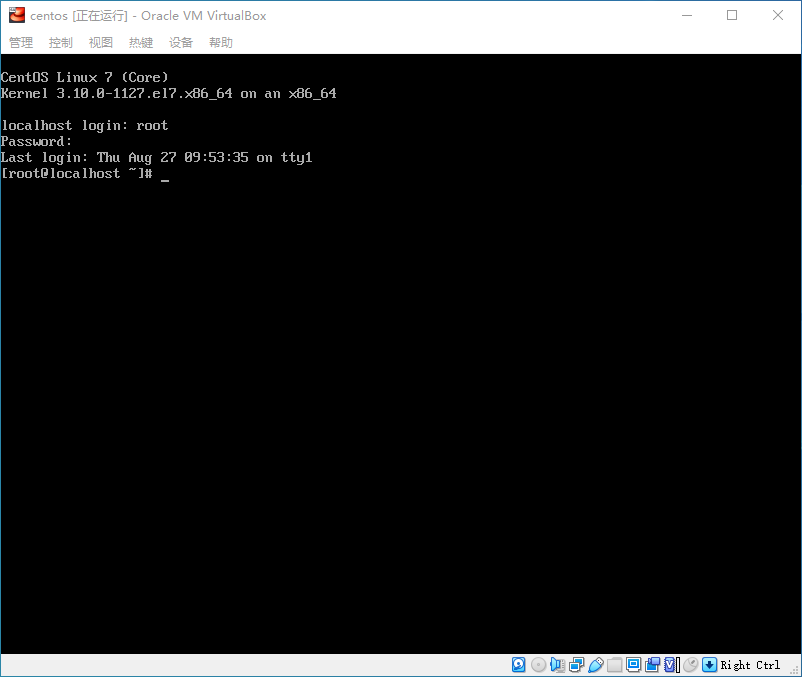 centos [正在运行] - Oracle VM VirtualBox
管理 控制 视图 热键 设备 帮助
CentOS Linux 7 (Core)
Kernel 3.10.0-1127.el7.x86_64 on an x86_64
localhost login: root
Password:
Last login: Thu Aug 27 09:53:35 on tty1
[root@localhost ~]# _
Right Ctrl